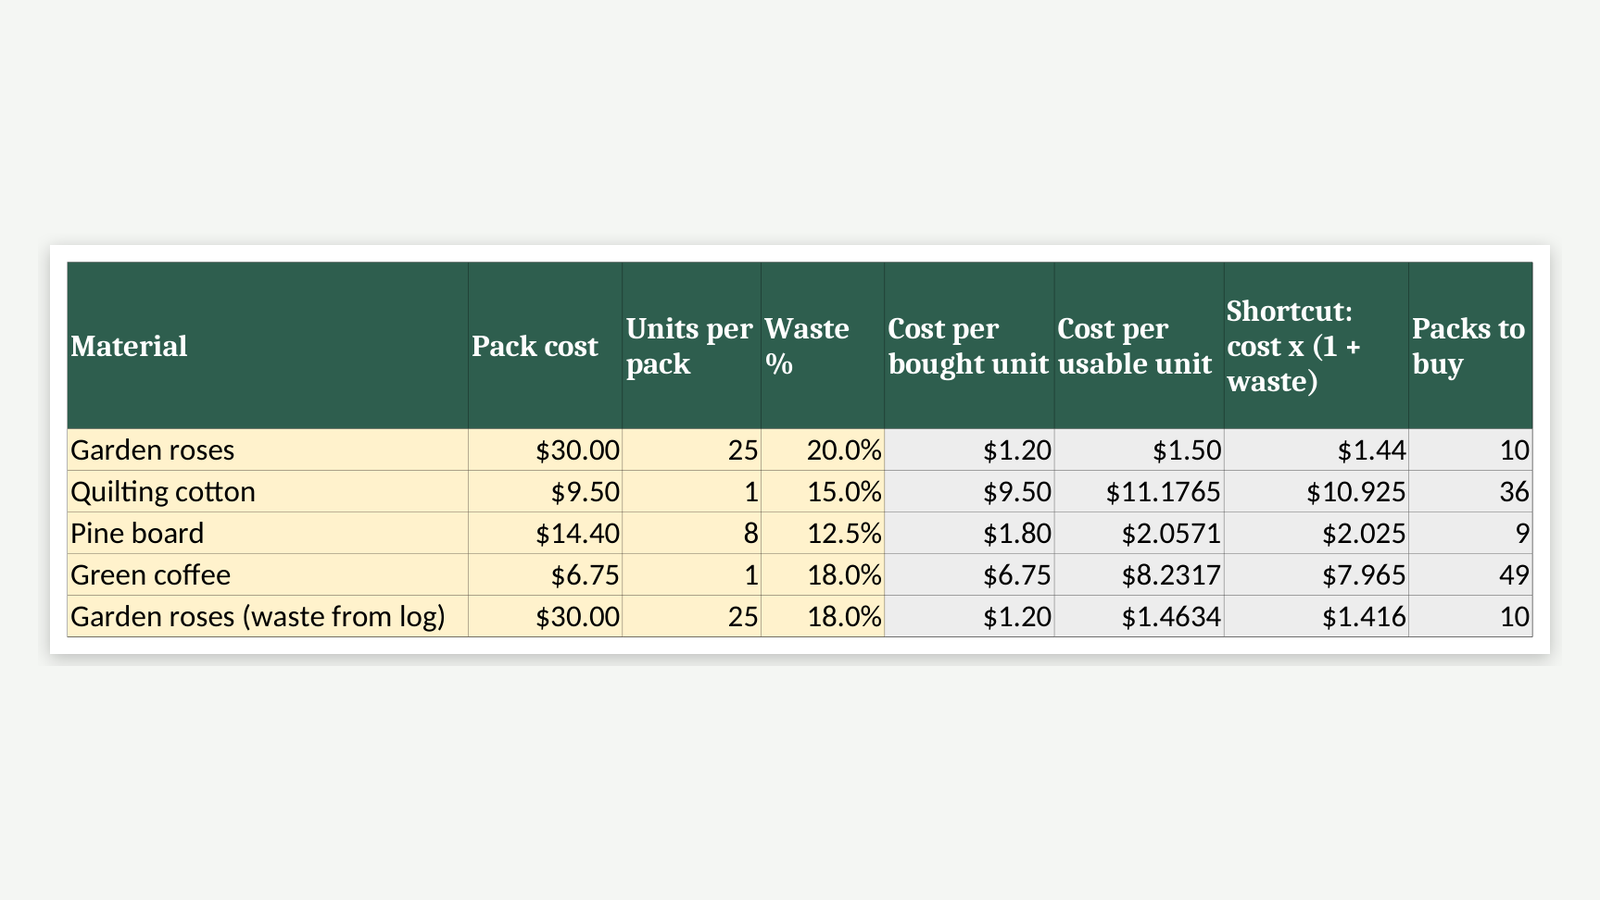 Material Pack cost Units per pack Waste % Cost per bought unit Cost per usable unit Shortcut: cost x (1 + waste) Packs to buy
Garden roses $30.00 25 20.0% $1.20 $1.50 $1.44 10
Quilting cotton $9.50 1 15.0% $9.50 $11.1765 $10.925 36
Pine board $14.40 8 12.5% $1.80 $2.0571 $2.025 9
Green coffee $6.75 1 18.0% $6.75 $8.2317 $7.965 49
Garden roses (waste from log) $30.00 25 18.0% $1.20 $1.4634 $1.416 10